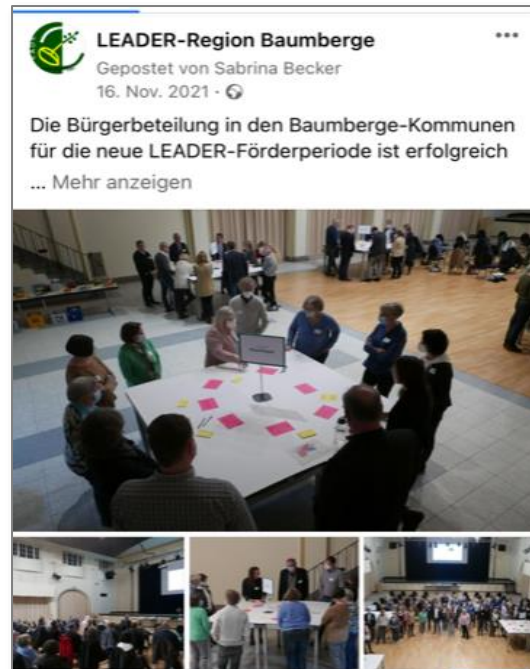 LEADER-Region Baumberge
Gepostet von Sabrina Becker
16. Nov. 2021 ·
Die Bürgerbeteilung in den Baumberge-Kommunen
für die neue LEADER-Förderperiode ist erfolgreich
... Mehr anzeigen